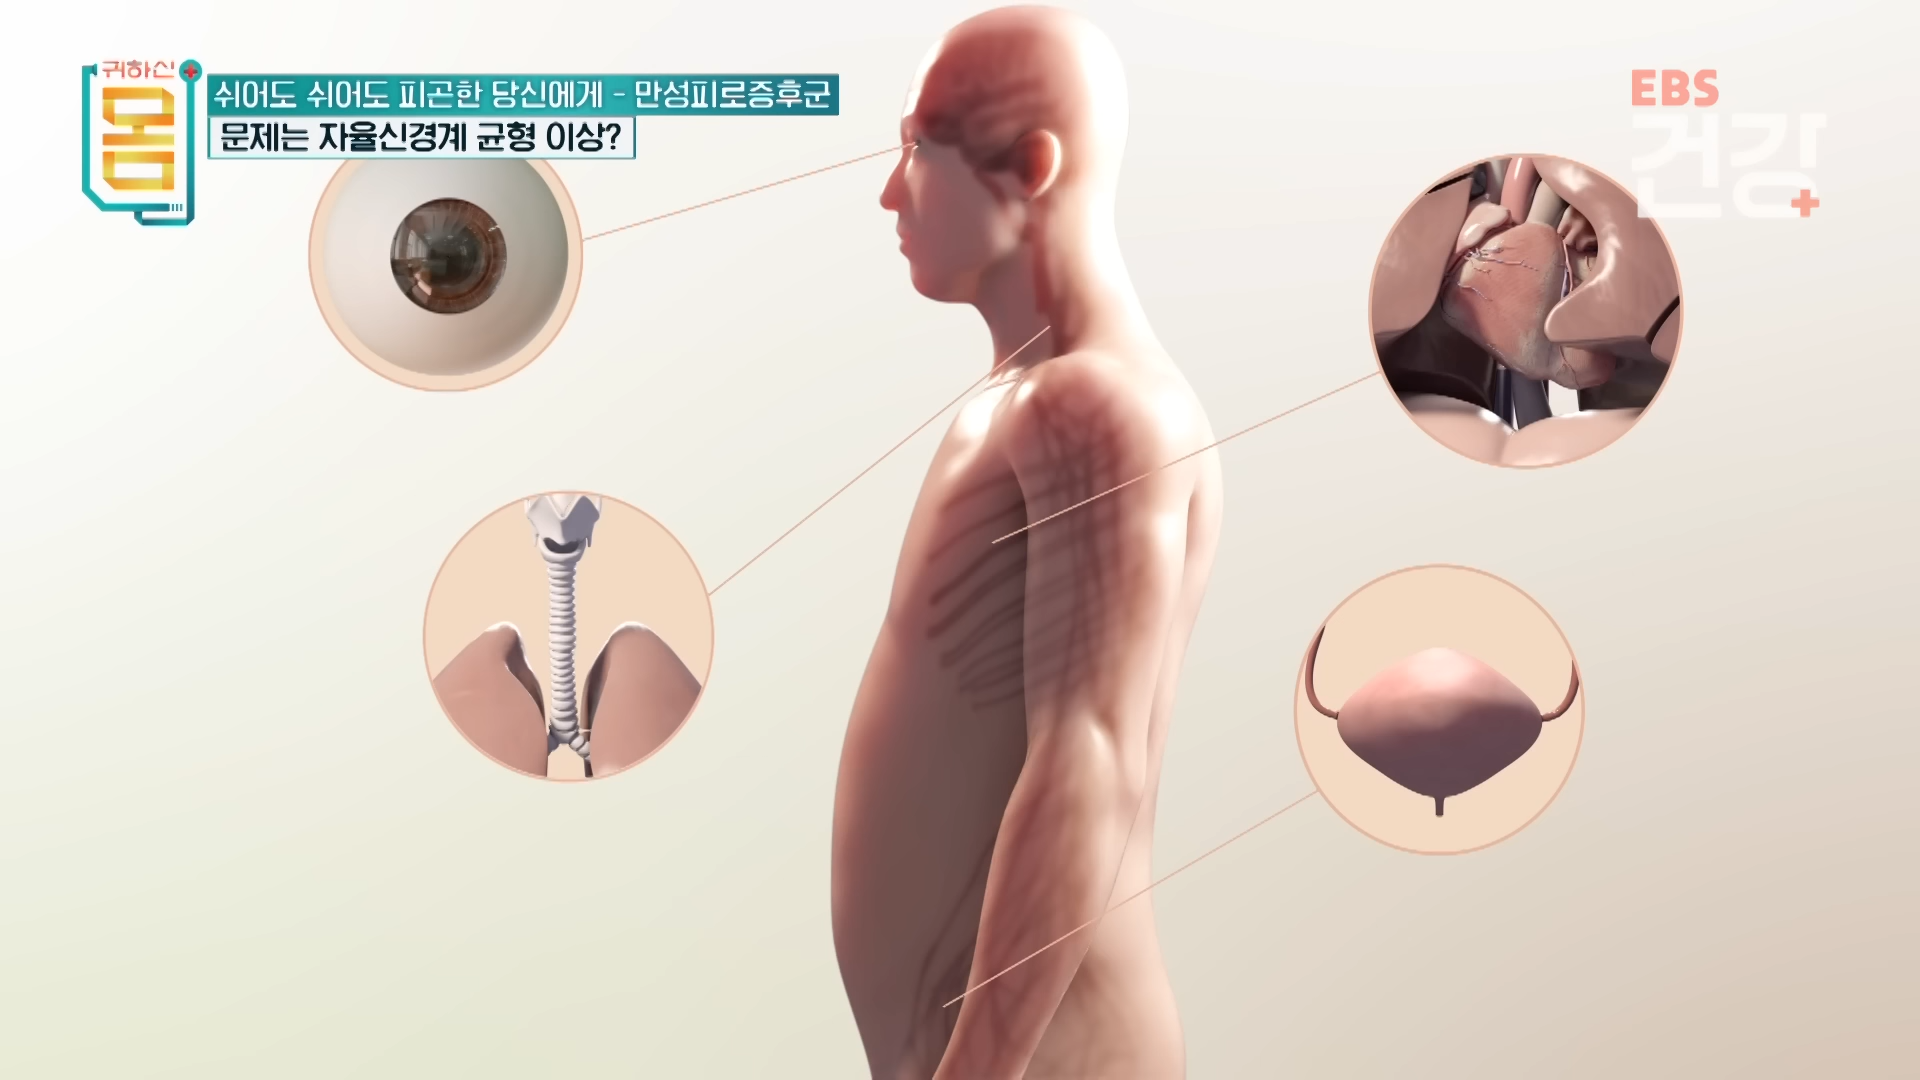 귀하신
몸
쉬어도 쉬어도 피곤한 당신에게 - 만성피로증후군
문제는 자율신경계 균형 이상?
EBS
건강